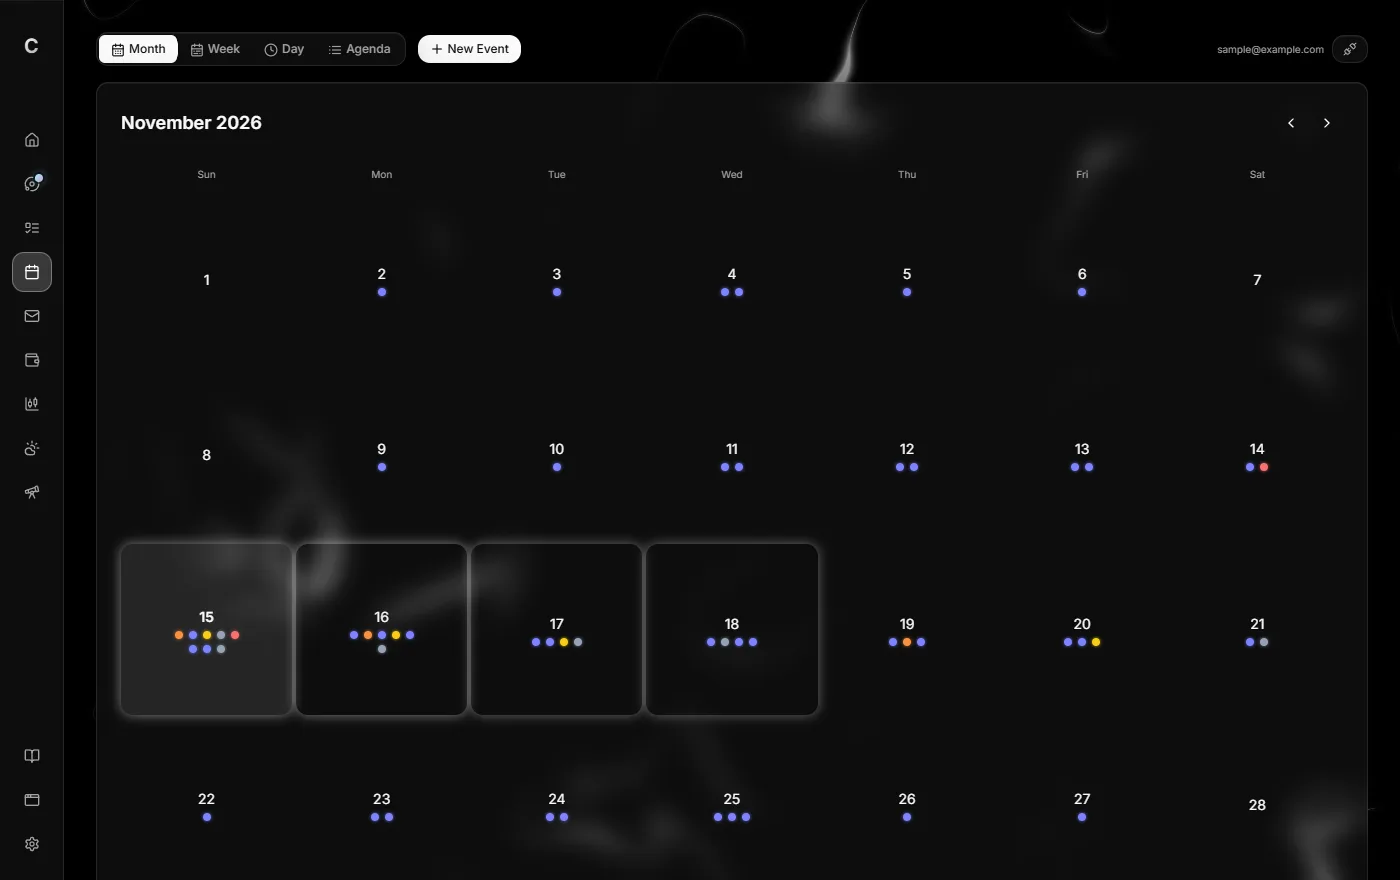 C
Month Week Day Agenda + New Event sample@example.com
November 2026
Sun Mon Tue Wed Thu Fri Sat
1 2 3 4 5 6 7
8 9 10 11 12 13 14
15 16 17 18 19 20 21
22 23 24 25 26 27 28